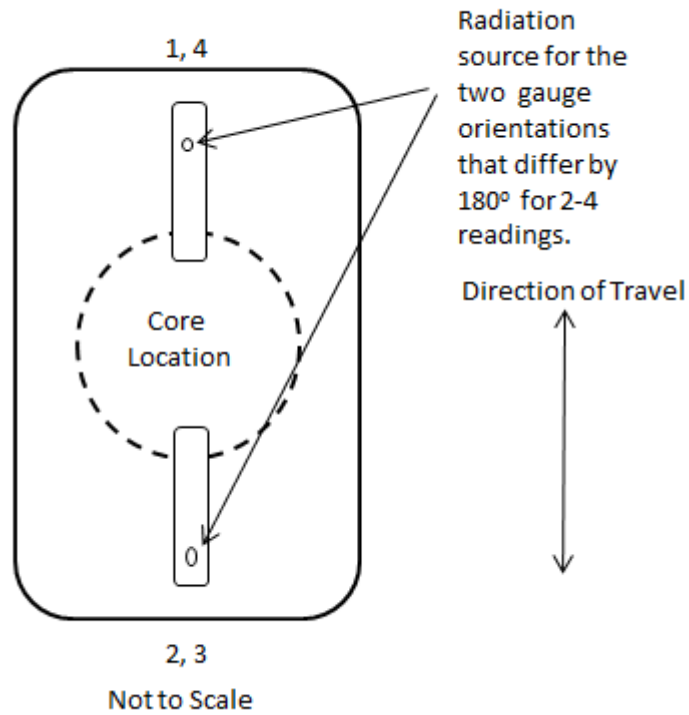 1, 4
Radiation
source for the
two gauge
orientations
that differ by
180º for 2-4
readings.
Direction of Travel
Core
Location
2, 3
Not to Scale